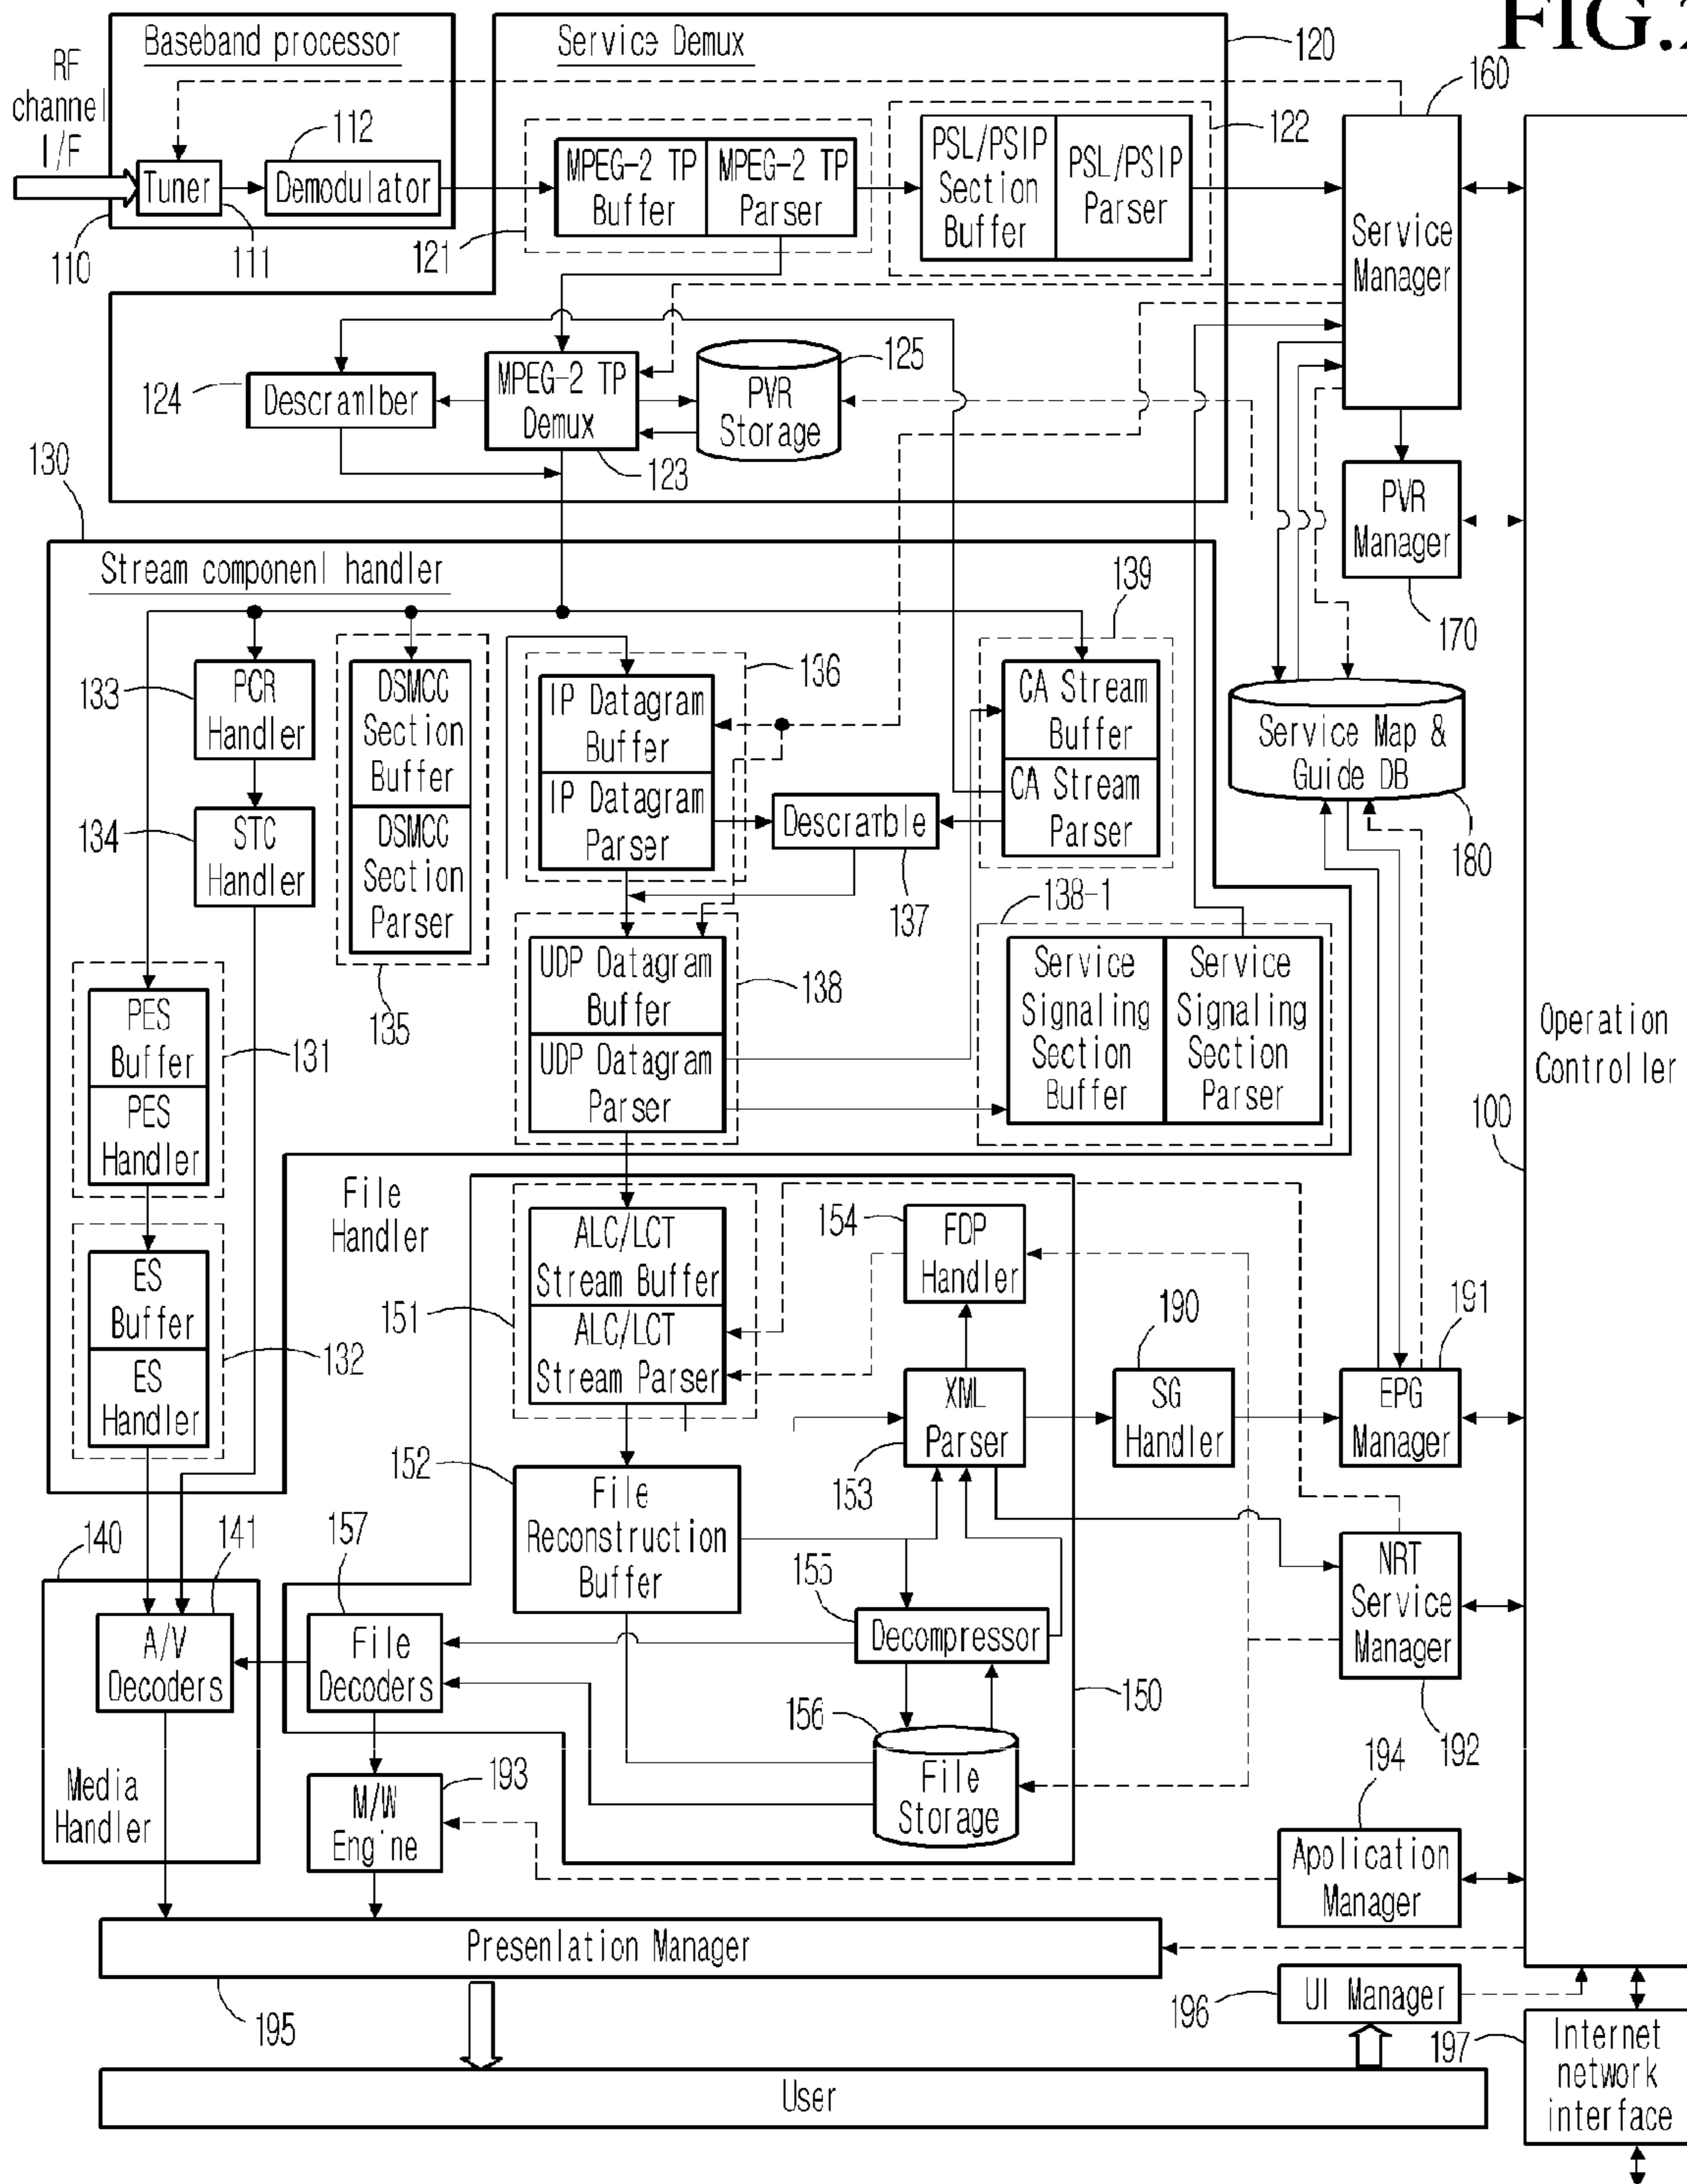 FIG.2
Baseband processor
Service Demux
120
160
RF
channel
I/F
112
122
Tuner
Demodulator
MPEG-2 TP
Buffer
MPEG-2 TP
Parser
PSL/PSIP
Section
Buffer
PSL/PSIP
Parser
Service
Manager
110
111
121
124
DescramIber
MPEG-2 TP
Demux
PVR
Storage
125
123
130
PVR
Manager
170
Stream componenl handler
139
133
PCR
Handler
DSMCC
Section
Buffer
IP Datagram
Buffer
136
CA Stream
Buffer
Service Map &
Guide DB
134
STC
Handler
DSMCC
Section
Parser
IP Datagram
Parser
Descramble
CA Stream
Parser
180
137
138-1
135
UDP Datagram
Buffer
138
Service
Signaling
Section
Buffer
Service
Signaling
Section
Parser
Operation
Controller
PES
Buffer
131
UDP Datagram
Parser
100
PES
Handler
File
Handler
154
FDP
Handler
ALC/LCT
Stream Buffer
ES
Buffer
151
ALC/LCT
Stream Parser
190
191
132
ES
Handler
XML
Parser
SG
Handler
EPG
Manager
152
153
File
Reconstruction
Buffer
140
141
157
155
NRT
Service
Manager
A/V
Decoders
File
Decoders
Decompressor
150
156
192
194
Media
Handler
193
M/W
Engine
File
Storage
Application
Manager
Presenlation Manager
195
196
UI Manager
197
Internet
network
interface
User